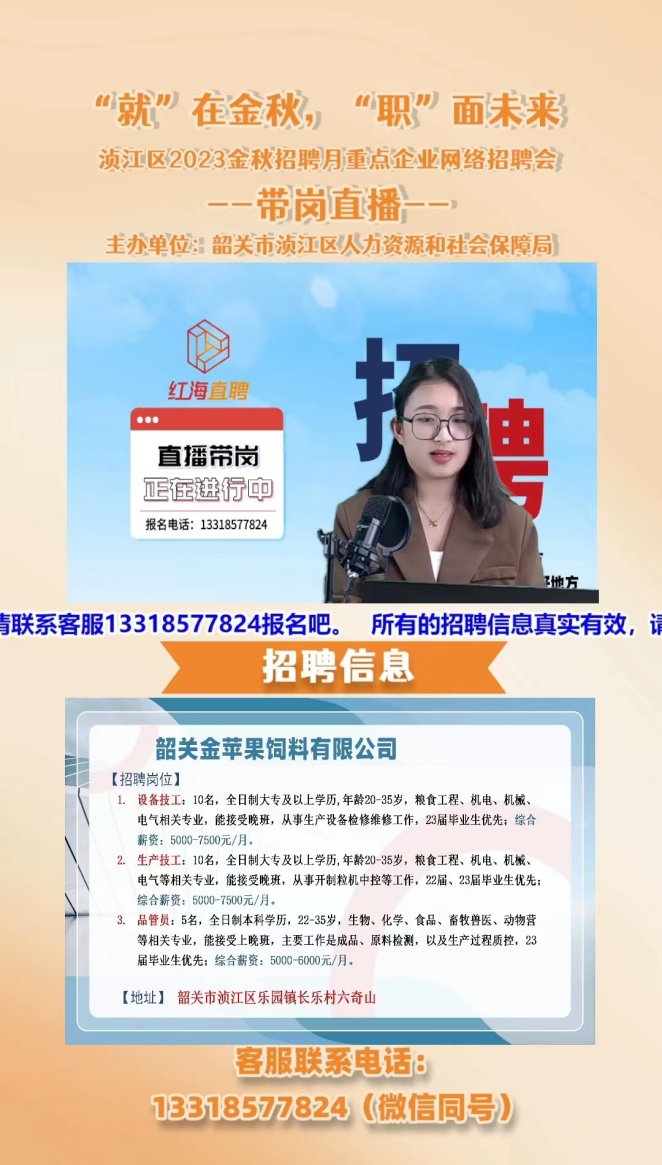 “就”在金秋，“职”面未来
浈江区2023金秋招聘月重点企业网络招聘会
——带岗直播——
主办单位：韶关市浈江区人力资源和社会保障局
招
聘
红海直聘
直播带岗
正在进行中
报名电话：13318577824
地方
请联系客服13318577824报名吧。 所有的招聘信息真实有效，请
招聘信息
韶关金苹果饲料有限公司
【招聘岗位】
1. 设备技工：10名，全日制大专及以上学历,年龄20-35岁，粮食工程、机电、机械、
电气相关专业，能接受晚班，从事生产设备检修维修工作，23届毕业生优先；综合
薪资：5000-7500元/月。
2. 生产技工：10名，全日制大专及以上学历,年龄20-35岁，粮食工程、机电、机械、
电气等相关专业，能接受晚班，从事开制粒机中控等工作，22届、23届毕业生优先；
综合薪资：5000-7500元/月。
3. 品管员：5名，全日制本科学历，22-35岁，生物、化学、食品、畜牧兽医、动物营
等相关专业，能接受上晚班，主要工作是成品、原料检测，以及生产过程质控，23
届毕业生优先；综合薪资：5000-6000元/月。
【地址】 韶关市浈江区乐园镇长乐村六奇山
客服联系电话：
13318577824（微信同号）